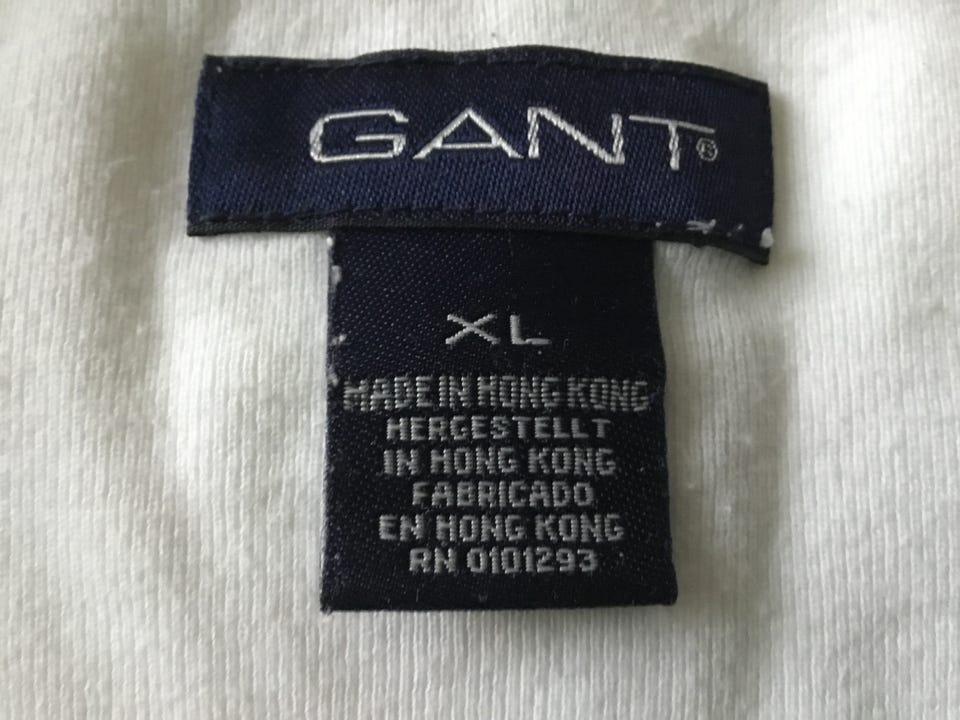 GANT®
XL
MADE IN HONG KONG
HERGESTELLT
IN HONG KONG
FABRICADO
EN HONG KONG
RN 0101293